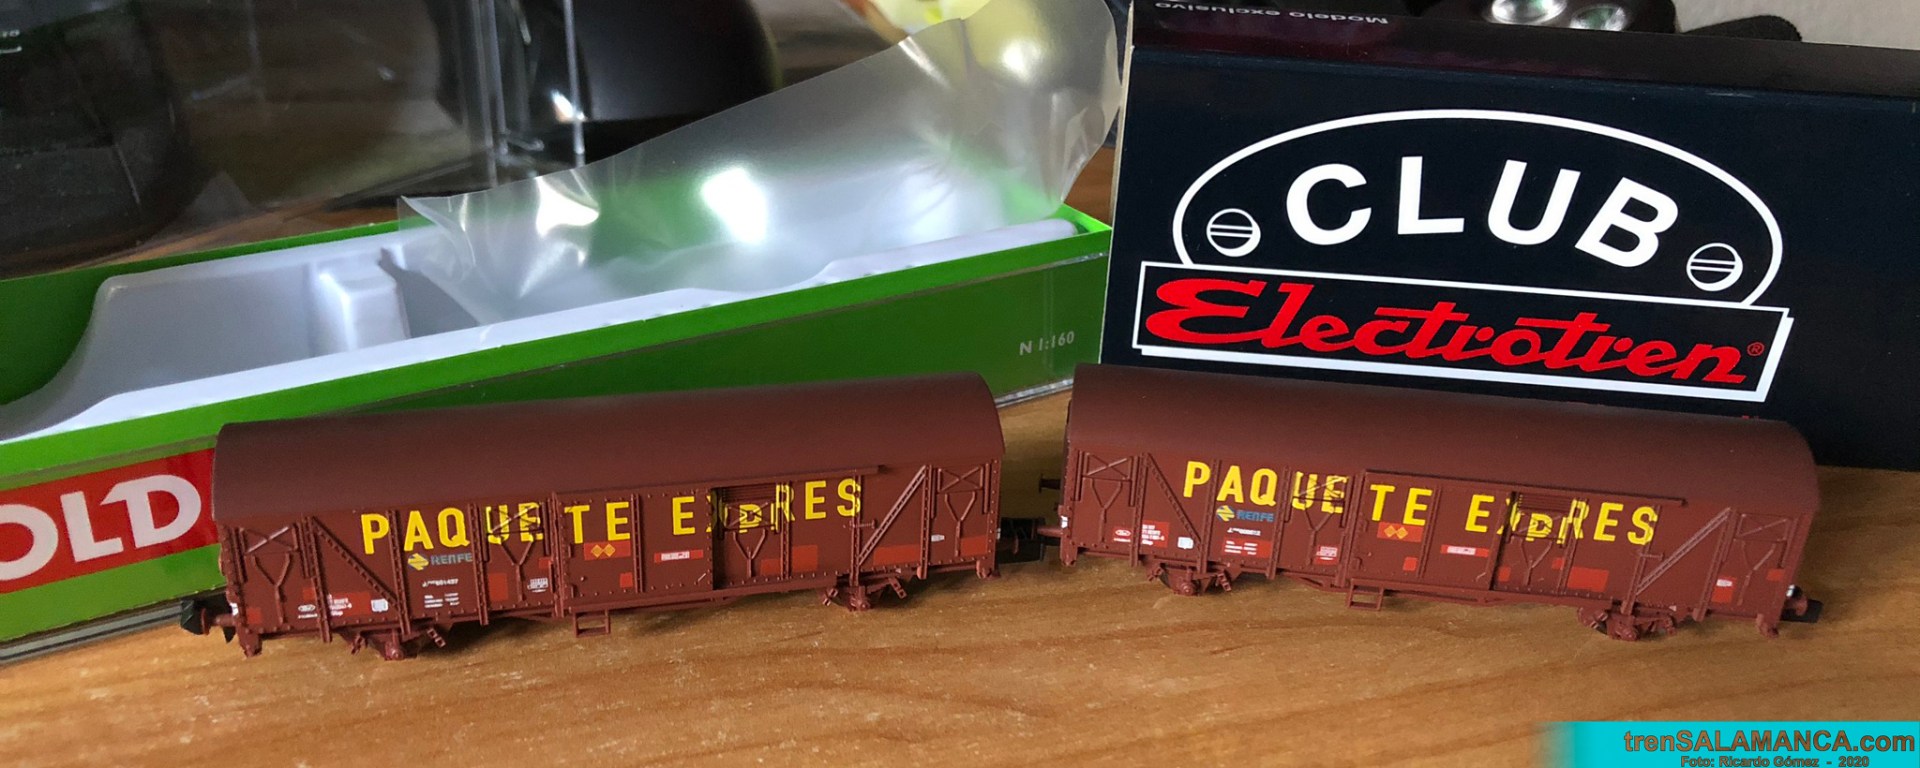 Modelo exclusivo
CLUB
Electrotren®
N 1:160
OLD
PAQUETE EXPRES
RENFE
PAQUETE EXPRES
RENFE
trenSALAMANCA.com
Foto: Ricardo Gómez - 2020